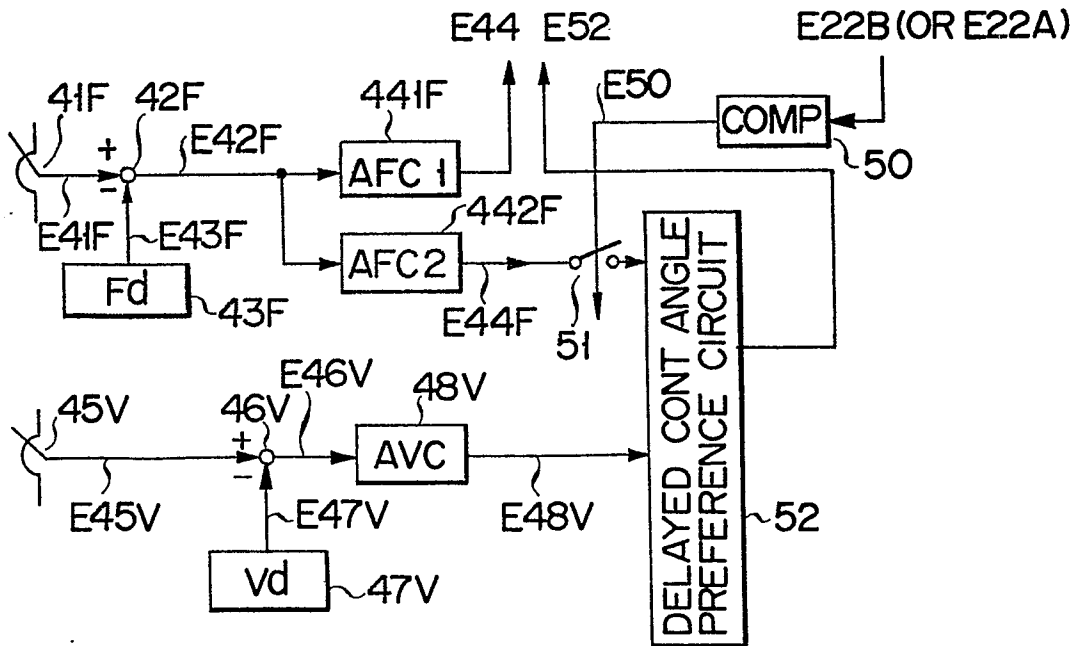 E44 E52 E22B (OR E22A)
E50
COMP
50
41F 42F 441F
E42F
+
AFC 1
-
E41F E43F 442F
AFC2
Fd
43F
E44F
51
DELAYED CONT ANGLE
PREFERENCE CIRCUIT
E46V 48V
45V 46V
+
AVC
-
E45V E47V E48V
52
Vd
47V